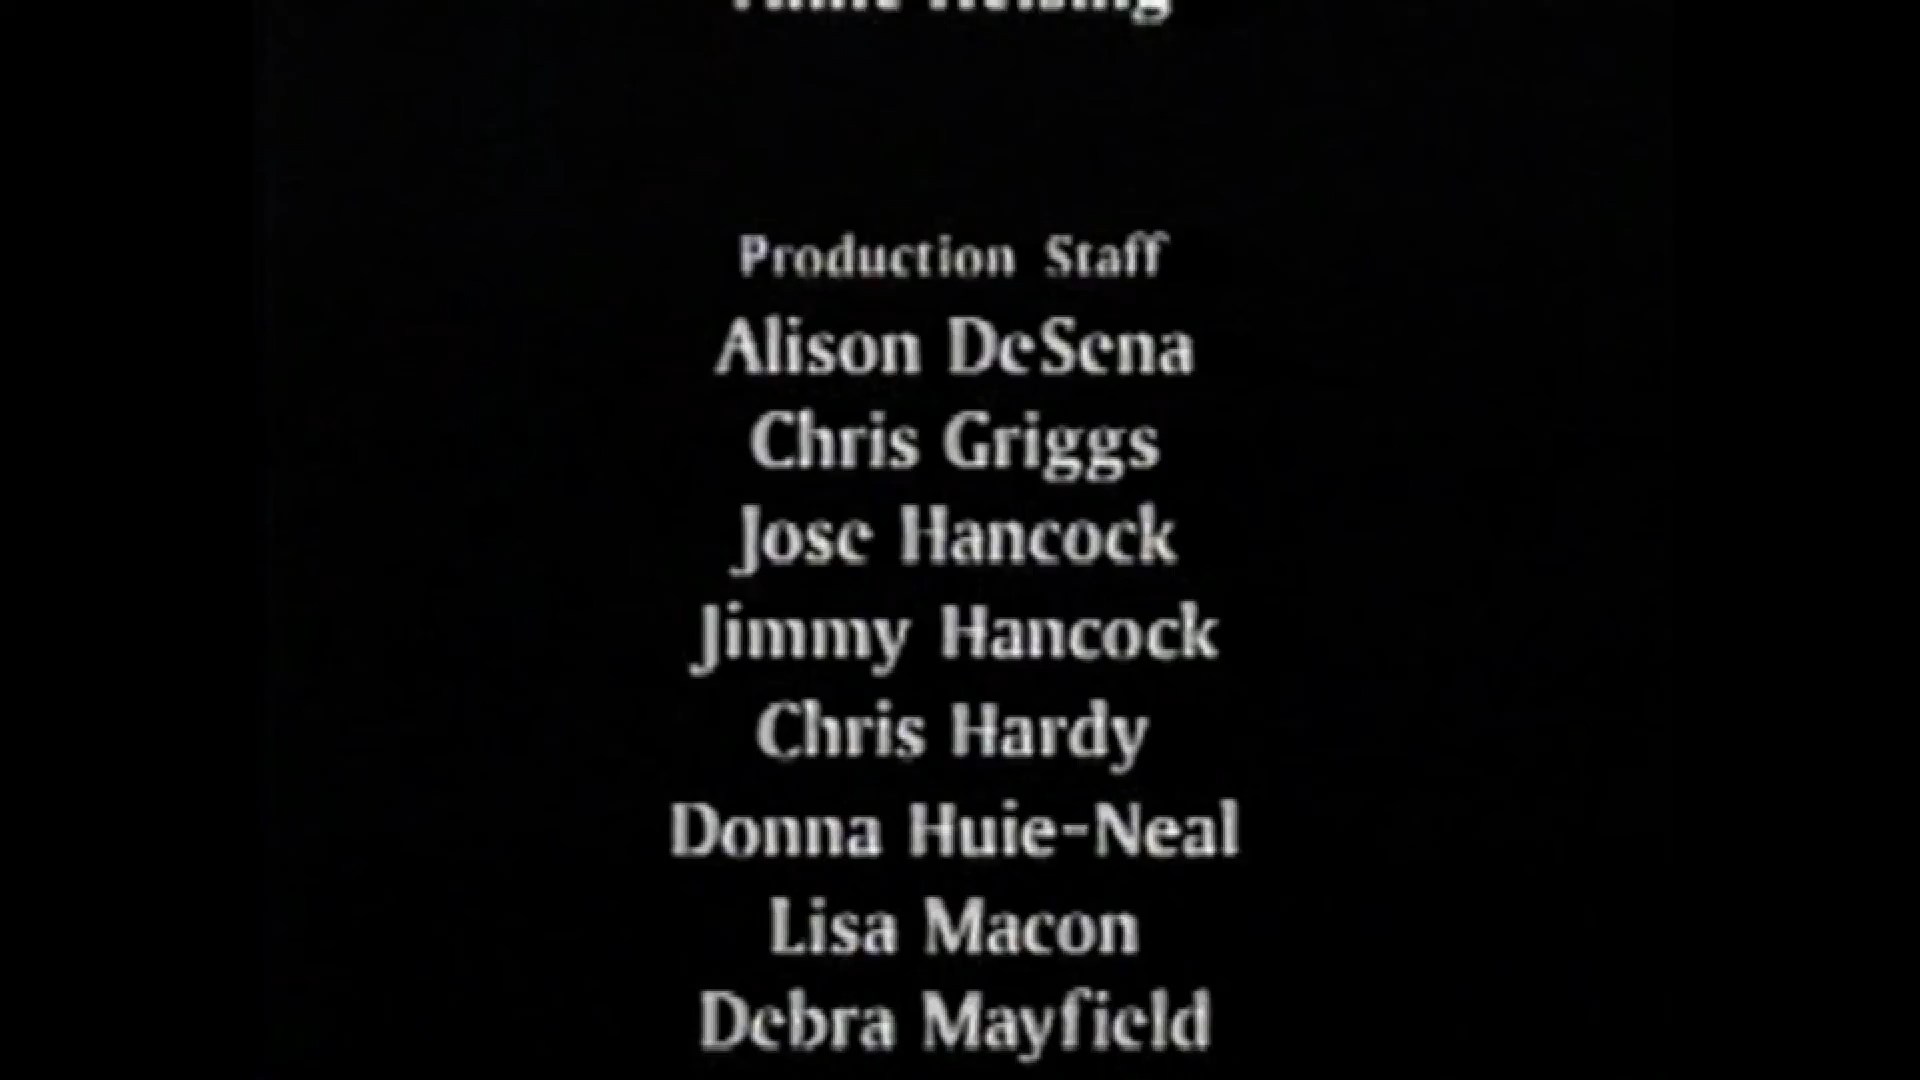 Production Staff
Alison DeSena
Chris Griggs
Jose Hancock
Jimmy Hancock
Chris Hardy
Donna Huie-Neal
Lisa Macon
Debra Mayfield